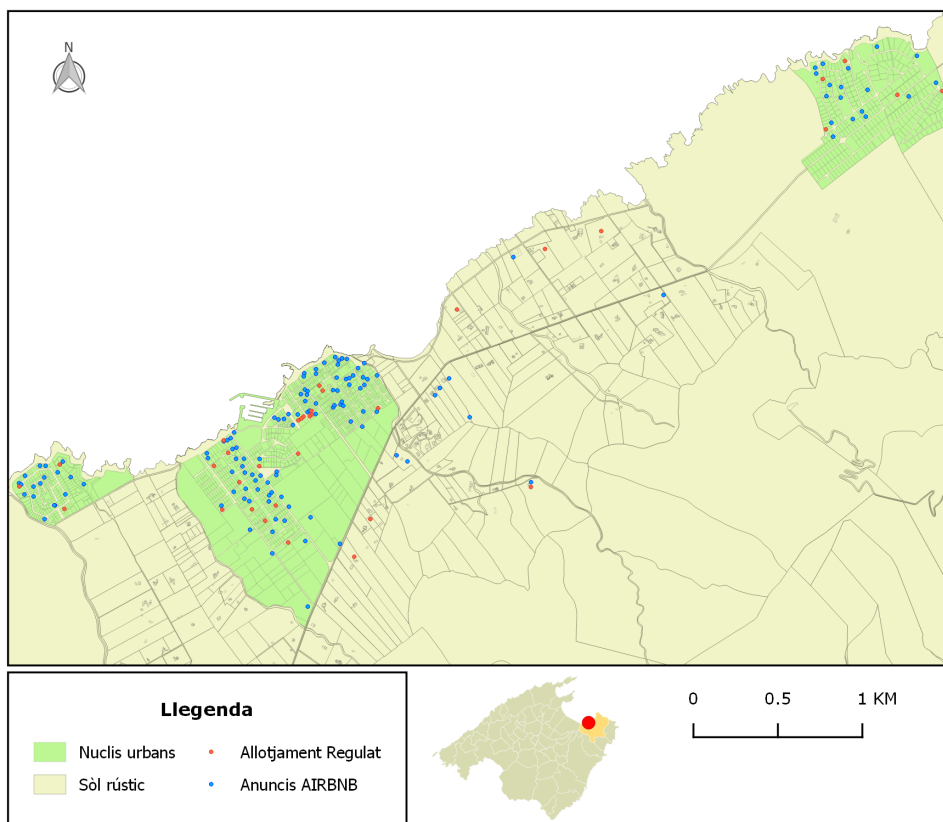 N
Llegenda
Nuclis urbans
Allotjament Regulat
Sòl rústic
Anuncis AIRBNB
0 0.5 1 KM